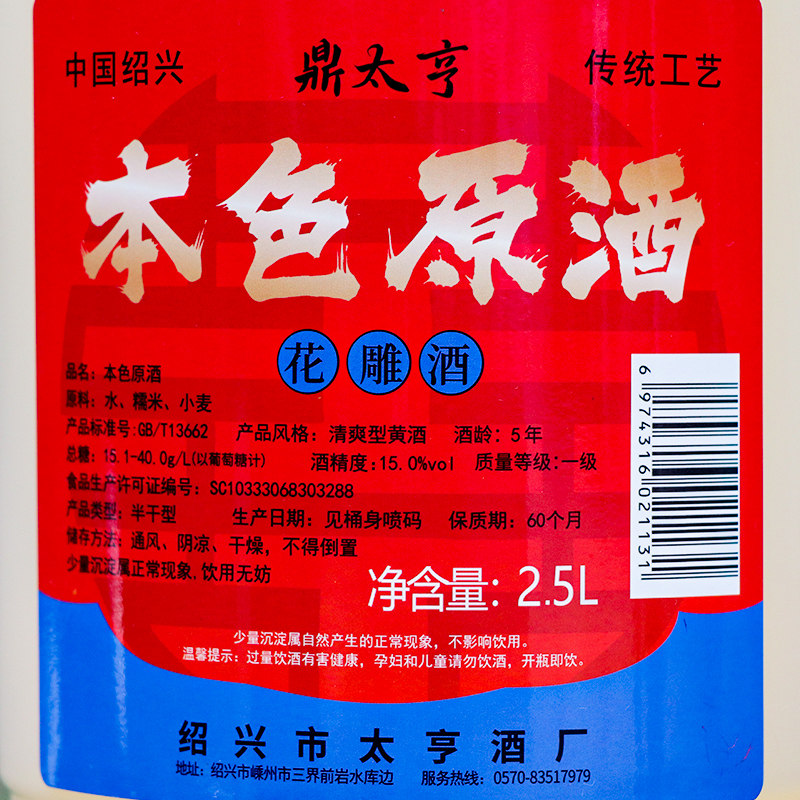 中国绍兴 鼎太亨 传统工艺
本色原酒
花雕酒
品名：本色原酒
原料：水、糯米、小麦
产品标准号:GB/T13662 产品风格：清爽型黄酒 酒龄：5年
总糖：15.1-40.0g/L(以葡萄糖计) 酒精度:15.0%vol 质量等级:一级
食品生产许可证编号：SC10333068303288
产品类型：半干型 生产日期：见桶身喷码 保质期：60个月
储存方法：通风、阴凉、干燥，不得倒置
少量沉淀属正常现象,饮用无妨
净含量：2.5L
6974316021131
少量沉淀属自然产生的正常现象，不影响饮用。
温馨提示：过量饮酒有害健康，孕妇和儿童请勿饮酒，开瓶即饮。
绍兴市太亨酒厂
地址：绍兴市嵊州市三界前岩水库边 服务热线：0570-83517979